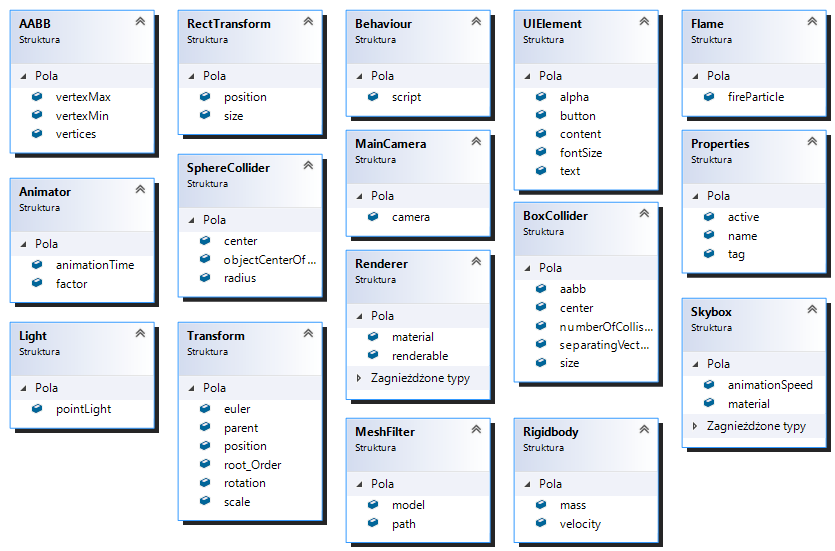 AABB
Struktura
Pola
vertexMax
vertexMin
vertices
Animator
Struktura
Pola
animationTime
factor
Light
Struktura
Pola
pointLight
RectTransform
Struktura
Pola
position
size
SphereCollider
Struktura
Pola
center
objectCenterOf ...
radius
Transform
Struktura
Pola
euler
parent
position
root_Order
rotation
scale
Behaviour
Struktura
Pola
script
MainCamera
Struktura
Pola
camera
Renderer
Struktura
Pola
material
renderable
Zagnieżdżone typy
MeshFilter
Struktura
Pola
model
path
UIElement
Struktura
Pola
alpha
button
content
fontSize
text
BoxCollider
Struktura
Pola
aabb
center
numberOfCollis...
separatingVect...
size
Rigidbody
Struktura
Pola
mass
velocity
Flame
Struktura
Pola
fireParticle
Properties
Struktura
Pola
active
name
tag
Skybox
Struktura
Pola
animationSpeed
material
Zagnieżdżone typy